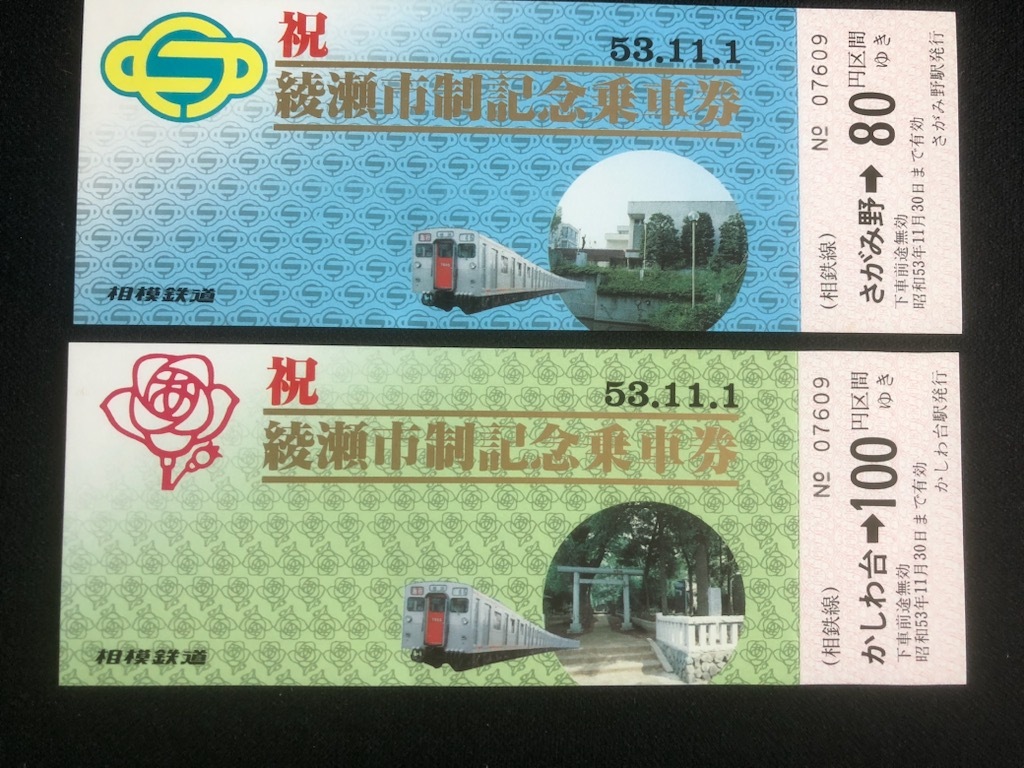 祝
53.11.1
綾瀬市制記念乗車券
相模鉄道
№ 07609
(相鉄線)
さがみ野➡80円区間ゆき
下車前途無効
昭和53年11月30日まで有効
さがみ野駅発行
祝
53.11.1
綾瀬市制記念乗車券
相模鉄道
№ 07609
(相鉄線)
かしわ台➡100円区間ゆき
下車前途無効
昭和53年11月30日まで有効
かしわ台駅発行